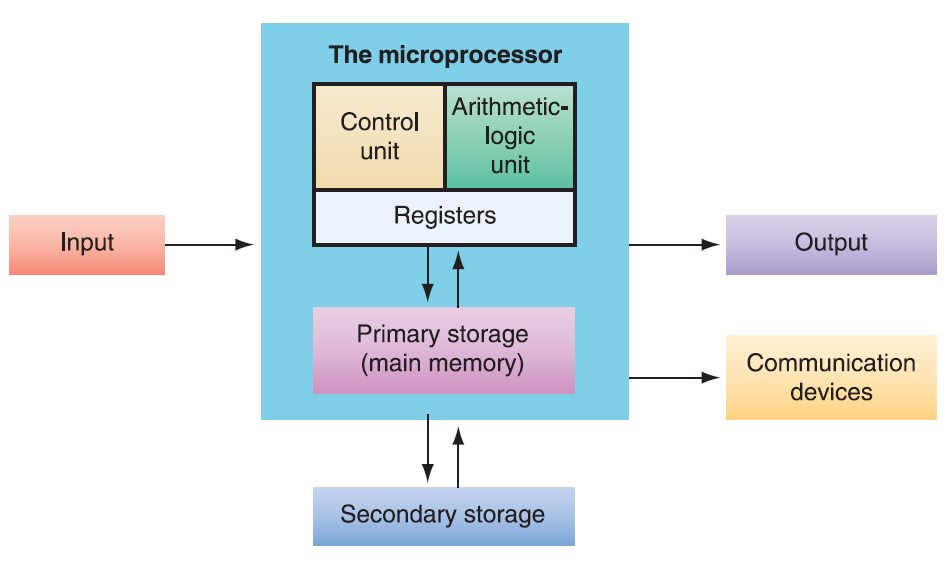 The microprocessor
Control
unit
Arithmetic-
logic
unit
Registers
Input
Output
Primary storage
(main memory)
Communication
devices
Secondary storage